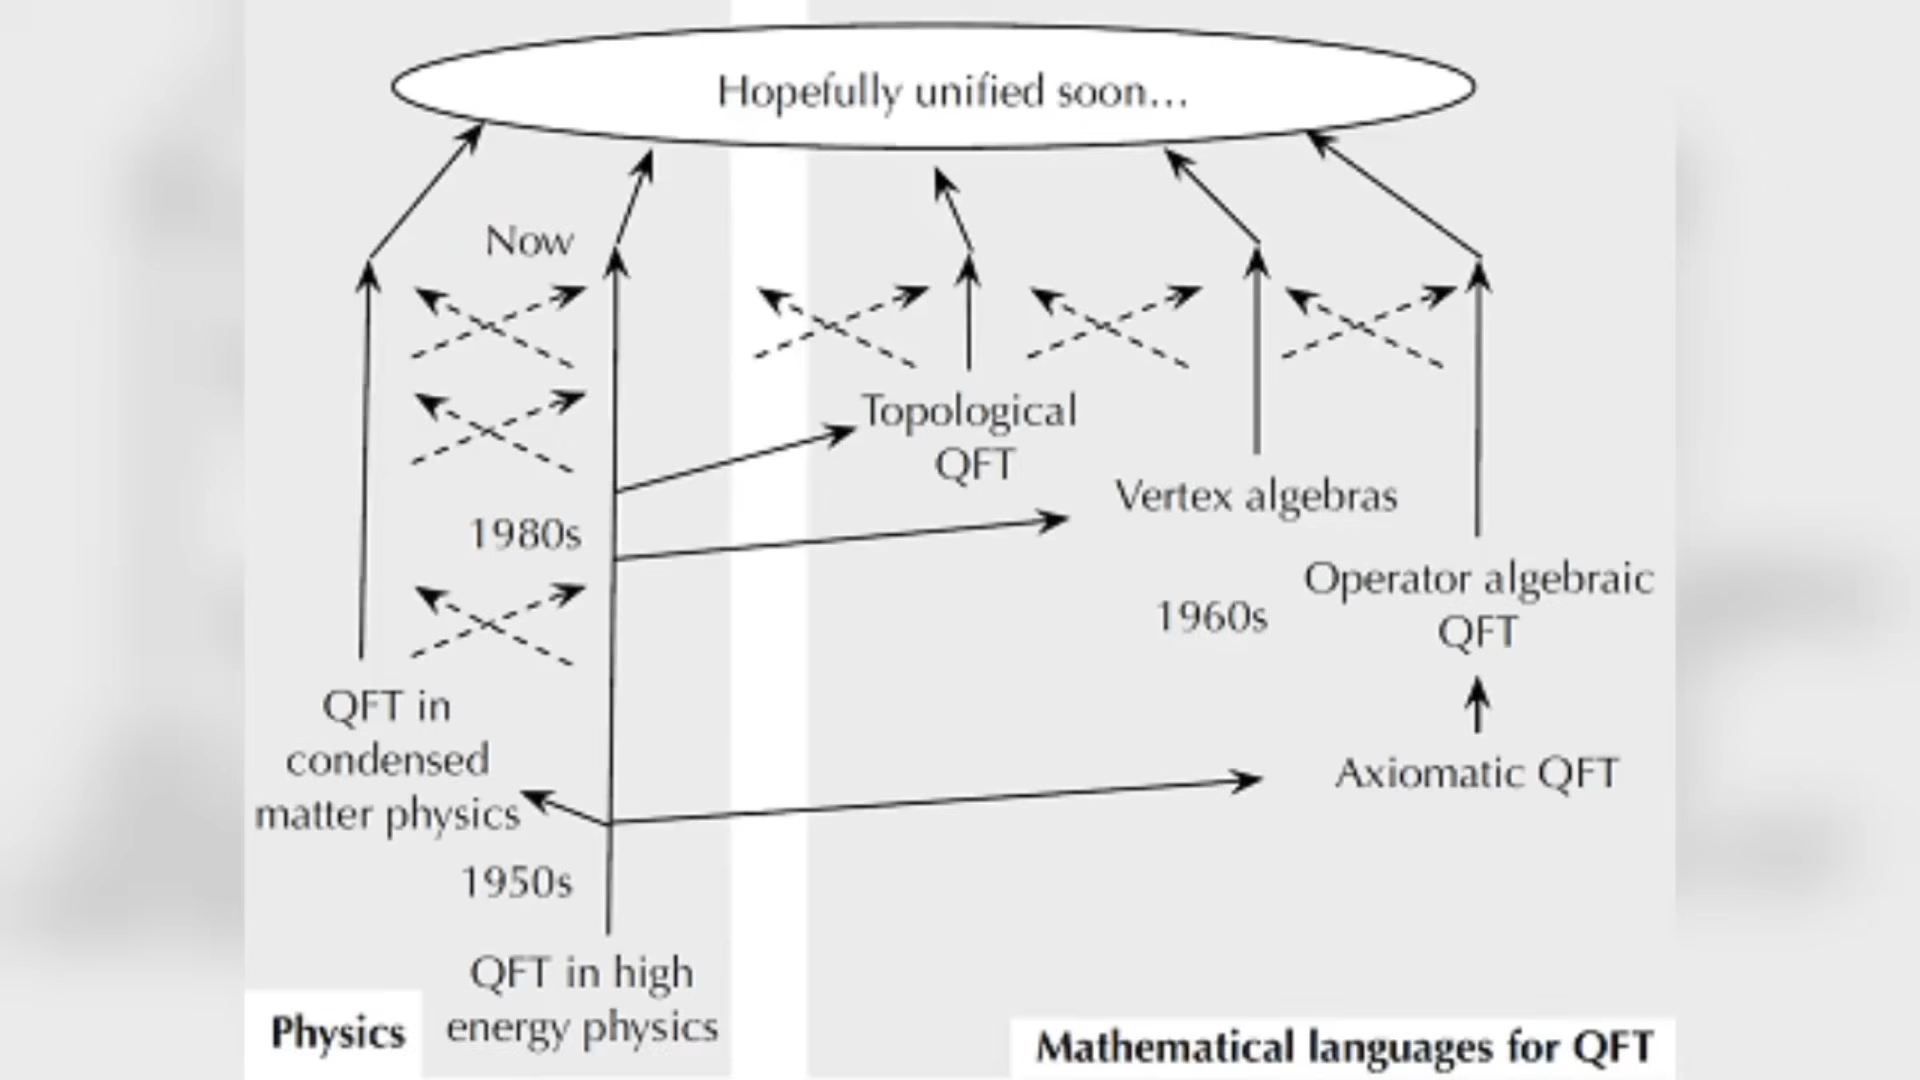 Hopefully unified soon...
Now
Topological
QFT
Vertex algebras
1980s
Operator algebraic
QFT
1960s
QFT in
condensed
matter physics
Axiomatic QFT
1950s
QFT in high
energy physics
Physics
Mathematical languages for QFT